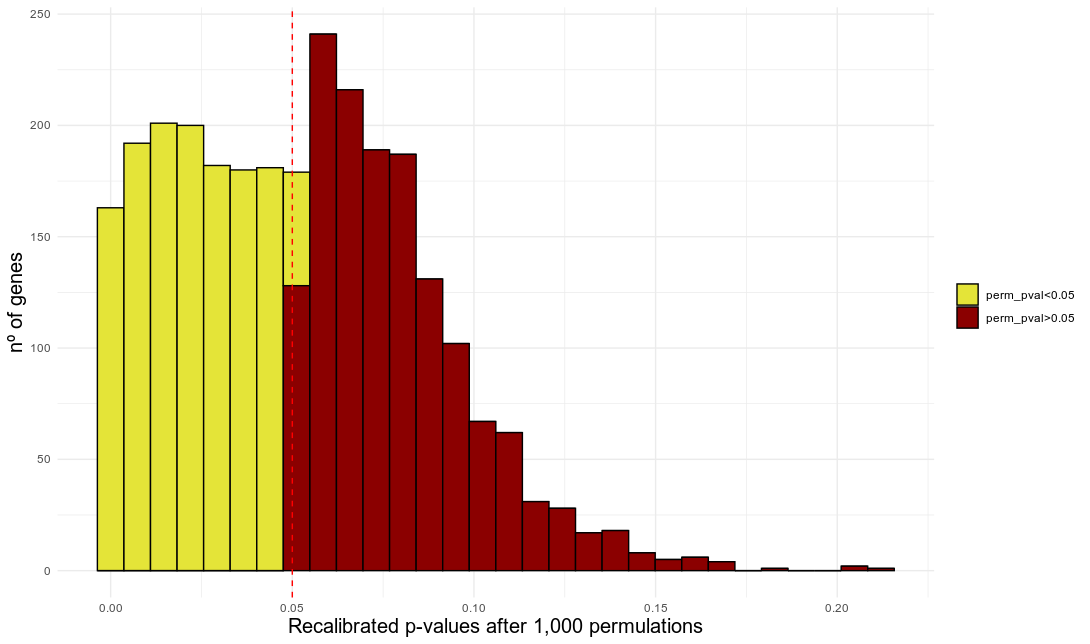 250
200
150
100
50
0
nº of genes
0.00 0.05 0.10 0.15 0.20
Recalibrated p-values after 1,000 permulations
perm_pval<0.05
perm_pval>0.05